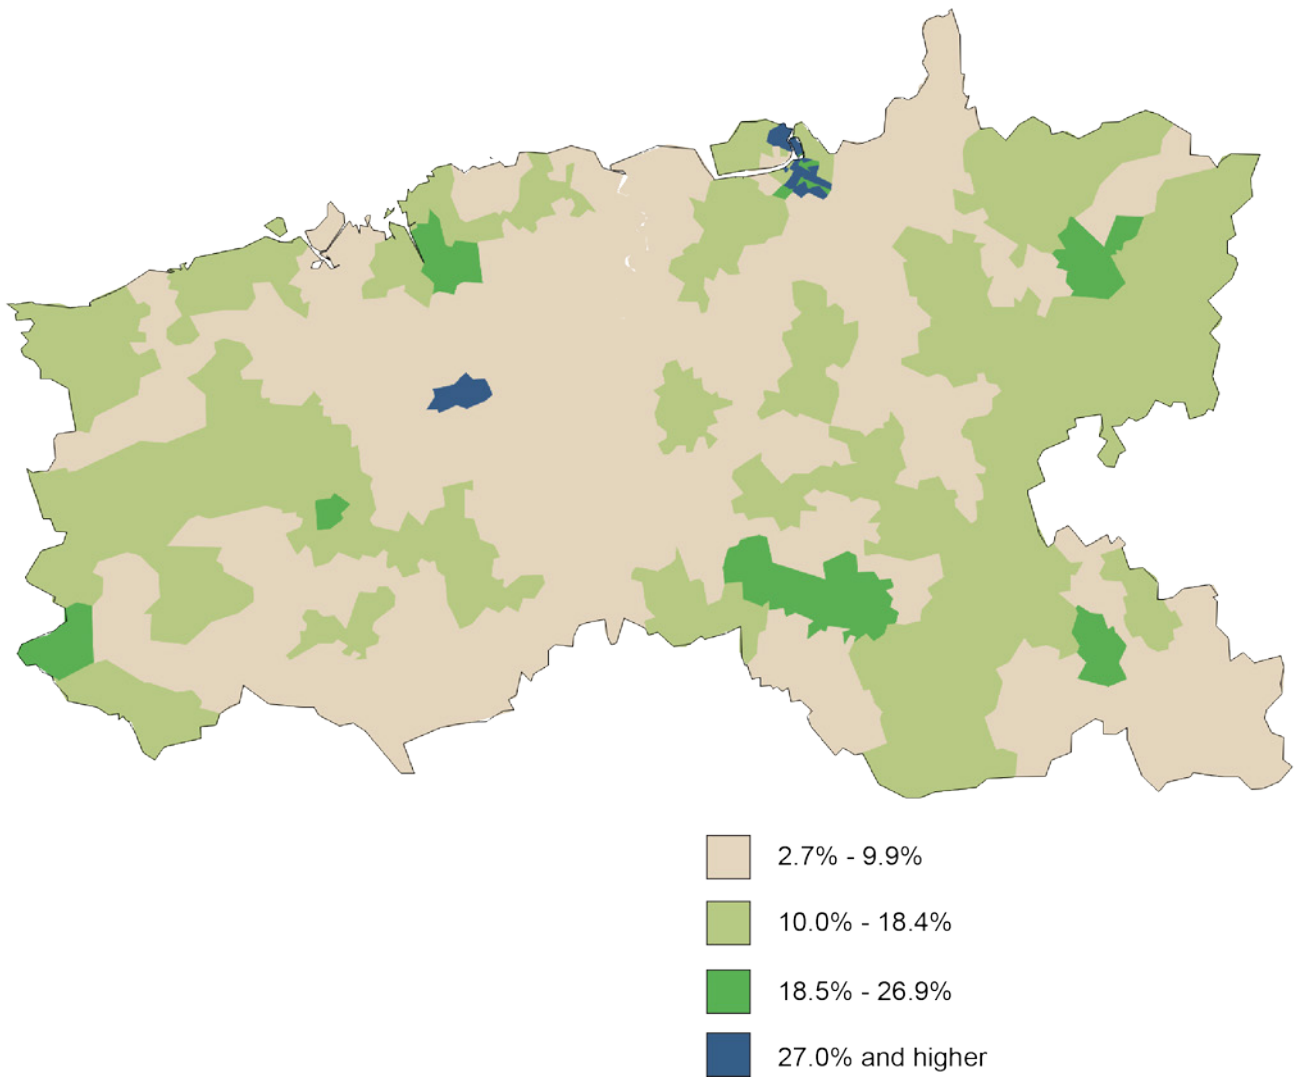 2.7% - 9.9%
10.0% - 18.4%
18.5% - 26.9%
27.0% and higher